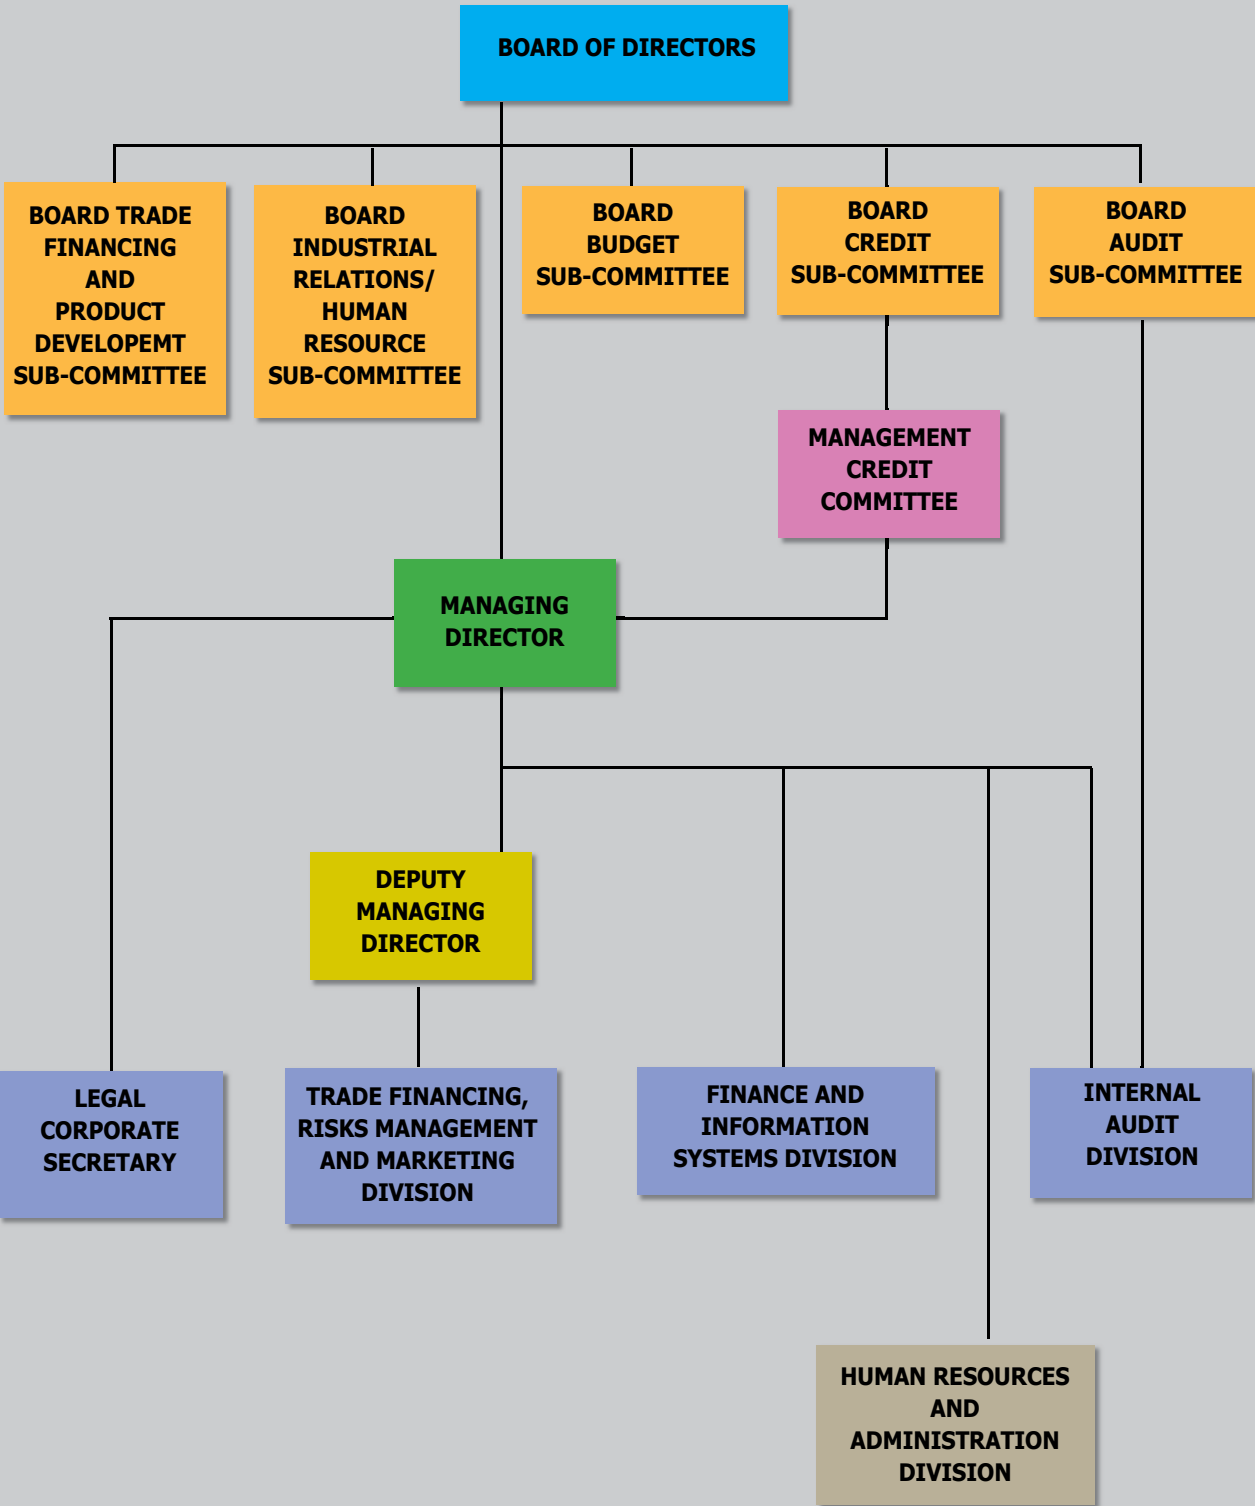 BOARD OF DIRECTORS
BOARD TRADE
FINANCING
AND
PRODUCT
DEVELOPEMT
SUB-COMMITTEE
BOARD
INDUSTRIAL
RELATIONS/
HUMAN
RESOURCE
SUB-COMMITTEE
BOARD
BUDGET
SUB-COMMITTEE
BOARD
CREDIT
SUB-COMMITTEE
BOARD
AUDIT
SUB-COMMITTEE
MANAGEMENT
CREDIT
COMMITTEE
MANAGING
DIRECTOR
DEPUTY
MANAGING
DIRECTOR
LEGAL
CORPORATE
SECRETARY
TRADE FINANCING,
RISKS MANAGEMENT
AND MARKETING
DIVISION
FINANCE AND
INFORMATION
SYSTEMS DIVISION
INTERNAL
AUDIT
DIVISION
HUMAN RESOURCES
AND
ADMINISTRATION
DIVISION